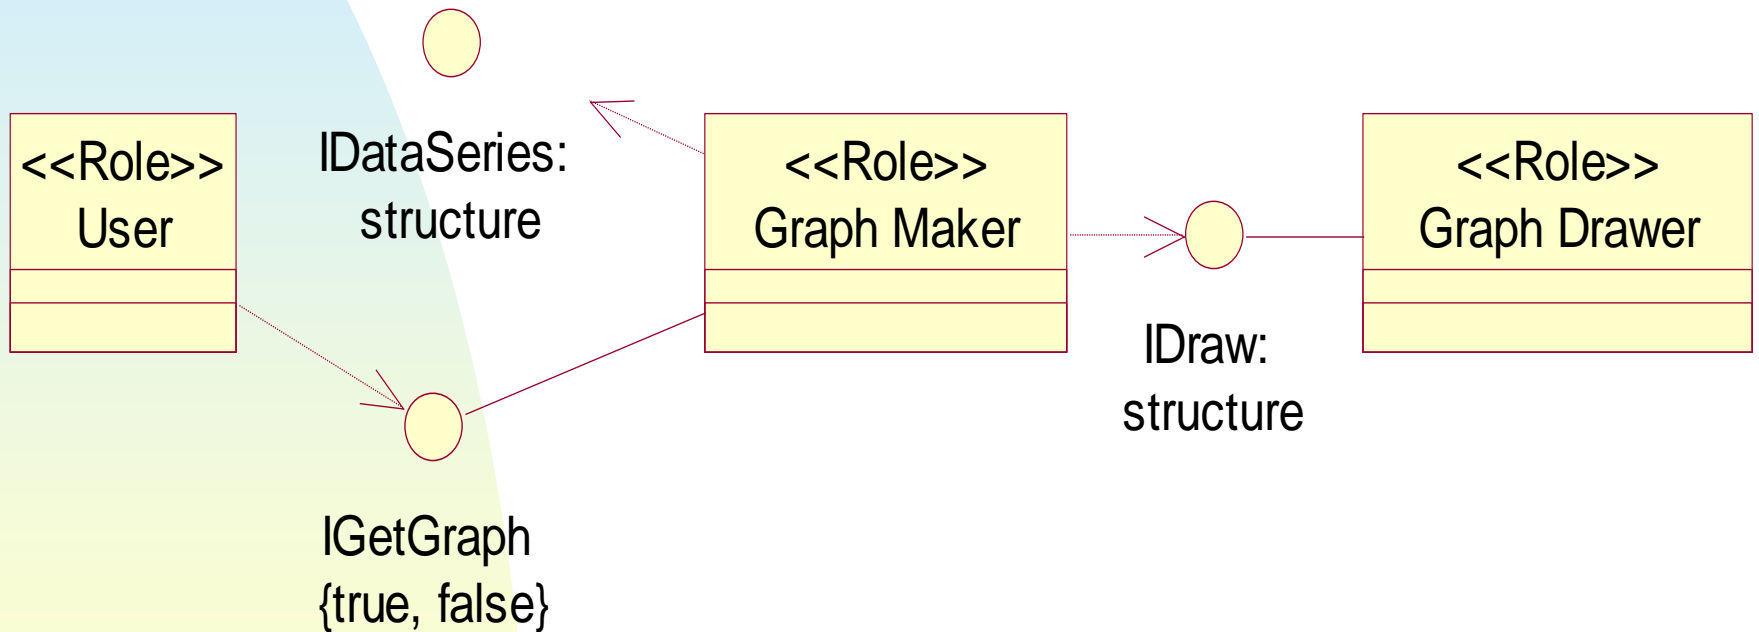 <<Role>>
User
IDataSeries:
structure
<<Role>>
Graph Maker
<<Role>>
Graph Drawer
IDraw:
structure
IGetGraph
{true, false}